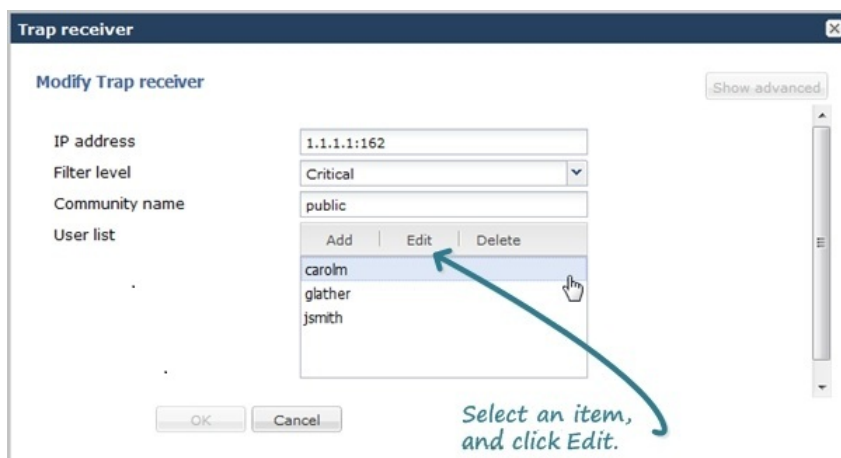 Trap receiver
Modify Trap receiver
Show advanced
IP address 1.1.1.1:162
Filter level Critical
Community name public
User list Add Edit Delete
carolm
glather
jsmith
OK Cancel
Select an item,
and click Edit.